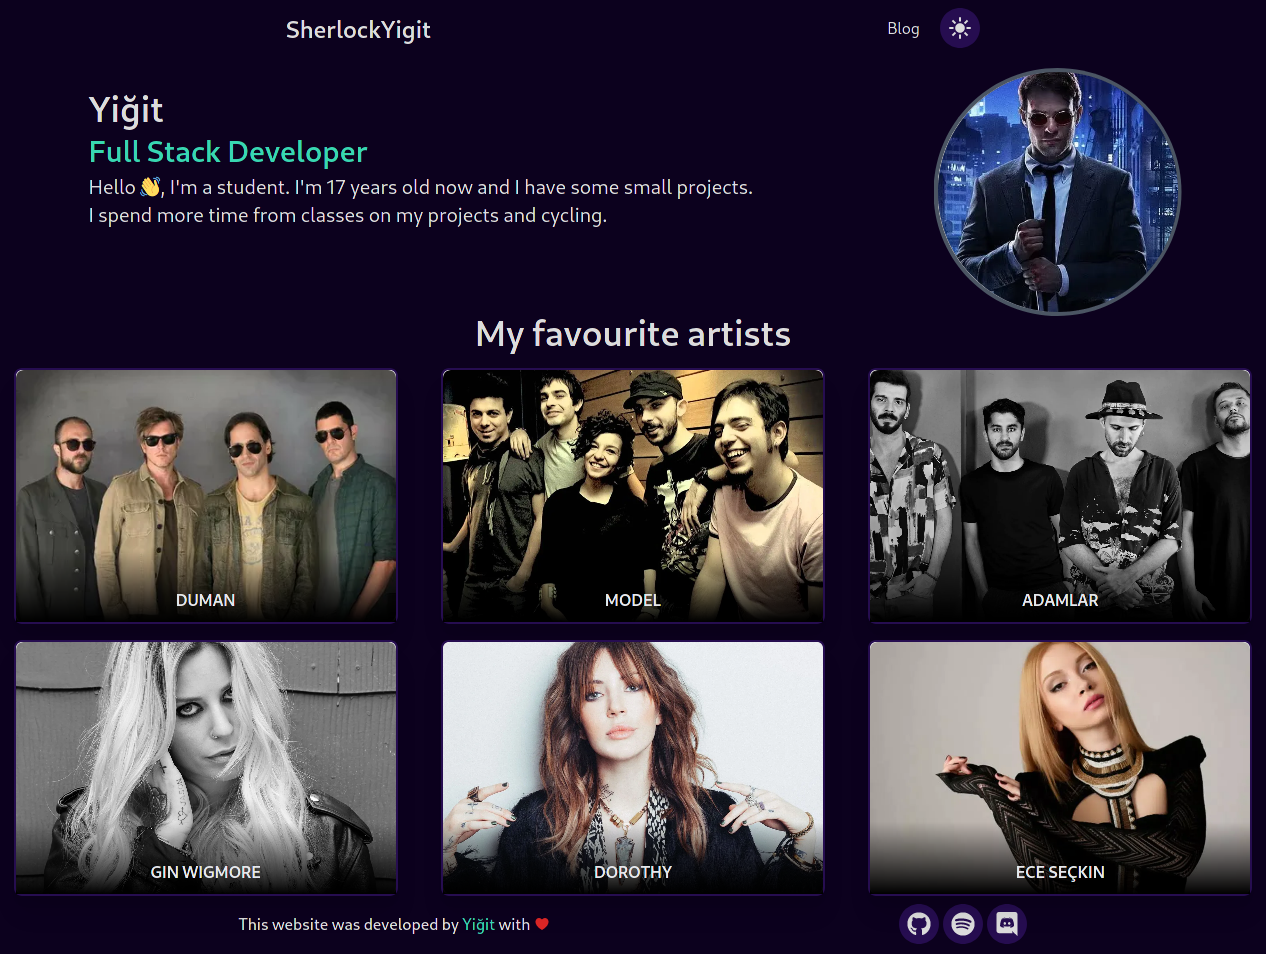 SherlockYigit
Blog
Yiğit
Full Stack Developer
Hello 👋, I'm a student. I'm 17 years old now and I have some small projects.
I spend more time from classes on my projects and cycling.
My favourite artists
DUMAN
MODEL
ADAMLAR
GIN WIGMORE
DOROTHY
ECE SEÇKIN
This website was developed by Yiğit with ❤